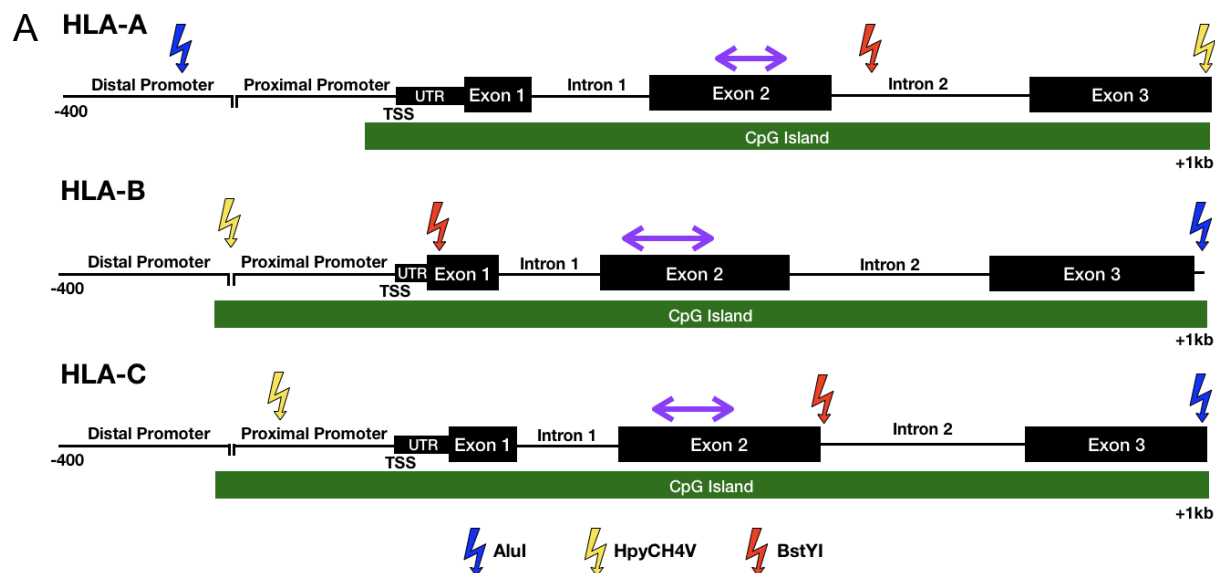 A
HLA-A
Distal Promoter Proximal Promoter UTR Exon 1 Intron 1 Exon 2 Intron 2 Exon 3
-400 TSS
CpG Island
+1kb
HLA-B
Distal Promoter Proximal Promoter UTR Exon 1 Intron 1 Exon 2 Intron 2 Exon 3
-400 TSS
CpG Island
+1kb
HLA-C
Distal Promoter Proximal Promoter UTR Exon 1 Intron 1 Exon 2 Intron 2 Exon 3
-400 TSS
CpG Island
+1kb
AluI HpyCH4V BstYI